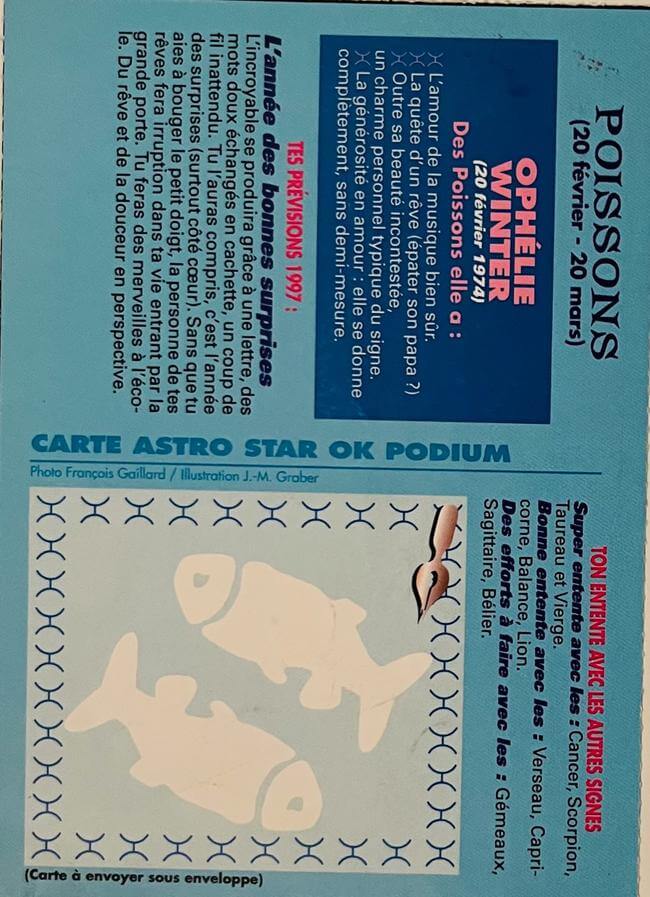 POISSONS
(20 février - 20 mars)
OPHÉLIE
WINTER
(20 février 1974)
Des Poissons elle a :
♓ L'amour de la musique bien sûr.
♓ La quête d'un rêve (épater son papa ?)
♓ Outre sa beauté incontestée,
un charme personnel typique du signe.
♓ La générosité en amour : elle se donne
complètement, sans demi-mesure.
TES PRÉVISIONS 1997 :
L'année des bonnes surprises
L'incroyable se produira grâce à une lettre, des
mots doux échangés en cachette, un coup de
fil inattendu. Tu l'auras compris, c'est l'année
des surprises (surtout côté cœur). Sans que tu
aies à bouger le petit doigt, la personne de tes
rêves fera irruption dans ta vie entrant par la
grande porte. Tu feras des merveilles à l'éco-
le. Du rêve et de la douceur en perspective.
CARTE ASTRO STAR OK PODIUM
Photo François Gaillard / Illustration J.-M. Graber
TON ENTENTE AVEC LES AUTRES SIGNES
Super entente avec les : Cancer, Scorpion,
Taureau et Vierge.
Bonne entente avec les : Verseau, Capri-
corne, Balance, Lion.
Des efforts à faire avec les : Gémeaux,
Sagittaire, Bélier.
(Carte à envoyer sous enveloppe)